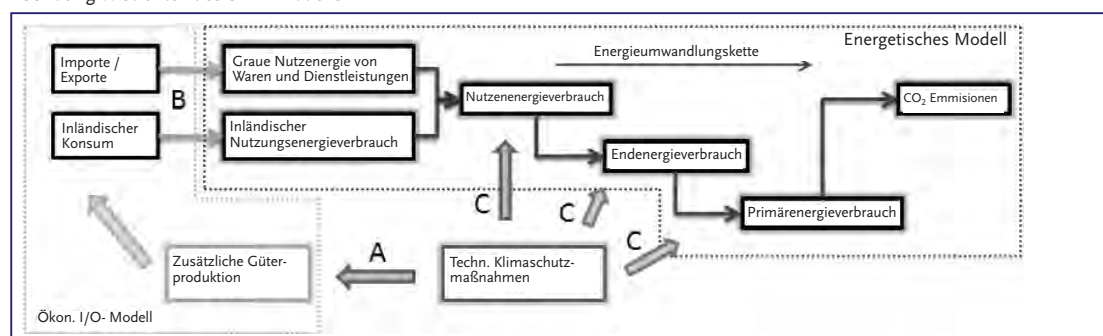 Energetisches Modell
Energieumwandlungskette
Importe /
Exporte
Graue Nutzenergie von
Waren und Dienstleistungen
B
Nutzenenergieverbrauch
CO₂ Emmisionen
Inländischer
Konsum
Inländischer
Nutzungsenergieverbrauch
Endenergieverbrauch
C
C
Primärenergieverbrauch
C
Zusätzliche Güter-
produktion
A
Techn. Klimaschutz-
maßnahmen
Ökon. I/O- Modell